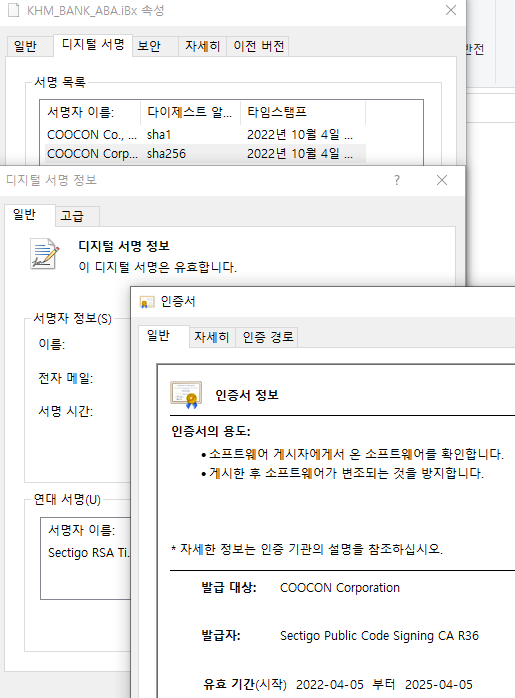 KHM_BANK_ABA.iBx 속성
일반 디지털 서명 보안 자세히 이전 버전
반전
서명 목록
서명자 이름: 다이제스트 알... 타임스탬프
COOCON Co., ... sha1 2022년 10월 4일 ...
COOCON Corp... sha256 2022년 10월 4일 ...
디지털 서명 정보 ?
일반 고급
디지털 서명 정보
이 디지털 서명은 유효합니다.
서명자 정보(S)
이름:
전자 메일:
서명 시간:
연대 서명(U)
서명자 이름:
Sectigo RSA Ti.
인증서
일반 자세히 인증 경로
인증서 정보
인증서의 용도:
• 소프트웨어 게시자에게서 온 소프트웨어를 확인합니다.
• 게시한 후 소프트웨어가 변조되는 것을 방지합니다.
* 자세한 정보는 인증 기관의 설명을 참조하십시오.
발급 대상: COOCON Corporation
발급자: Sectigo Public Code Signing CA R36
유효 기간(시작) 2022-04-05 부터 2025-04-05